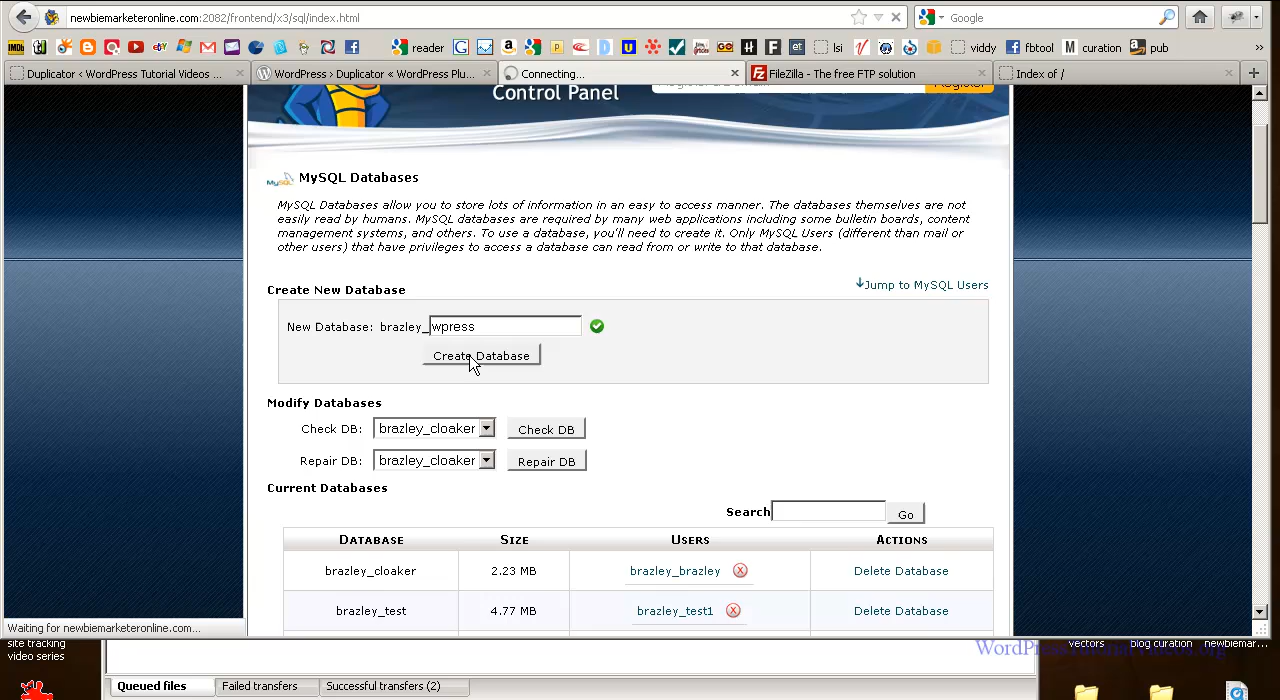 newbiemarketeronline.com:2082/frontend/x3/sql/index.html
Google
reader
lsi
viddy
fbtool
curation
pub
Duplicator ‹ WordPress Tutorial Videos ...
WordPress › Duplicator « WordPress Plu...
Connecting...
FileZilla - The free FTP solution
Index of /
Control Panel
Register
MySQL Databases
MySQL Databases allow you to store lots of information in an easy to access manner. The databases themselves are not
easily read by humans. MySQL databases are required by many web applications including some bulletin boards, content
management systems, and others. To use a database, you'll need to create it. Only MySQL Users (different than mail or
other users) that have privileges to access a database can read from or write to that database.
Jump to MySQL Users
Create New Database
New Database: brazley_wpress
Create Database
Modify Databases
Check DB: brazley_cloaker Check DB
Repair DB: brazley_cloaker Repair DB
Current Databases
Search Go
DATABASE SIZE USERS ACTIONS
brazley_cloaker 2.23 MB brazley_brazley Delete Database
brazley_test 4.77 MB brazley_test1 Delete Database
Waiting for newbiemarketeronline.com...
site tracking
video series
vectors
blog curation
newbiemar...
Queued files
Failed transfers
Successful transfers (2)